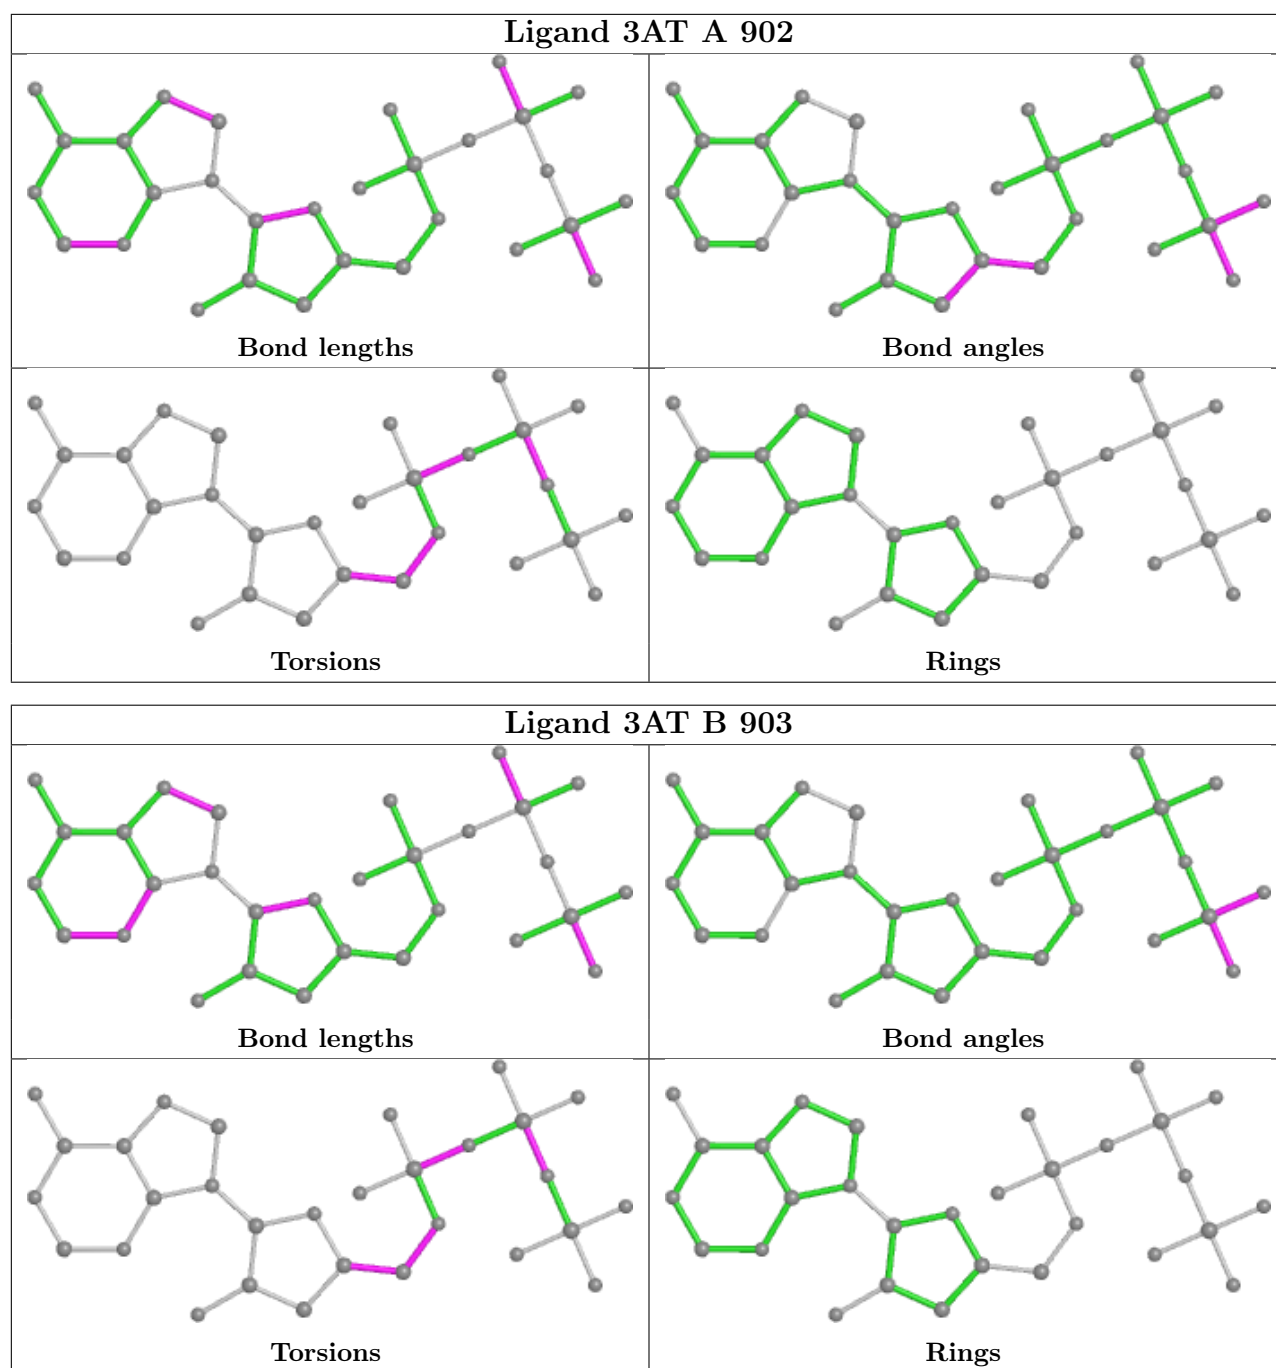 Ligand 3AT A 902
Bond lengths
Bond angles
Torsions
Rings
Ligand 3AT B 903
Bond lengths
Bond angles
Torsions
Rings